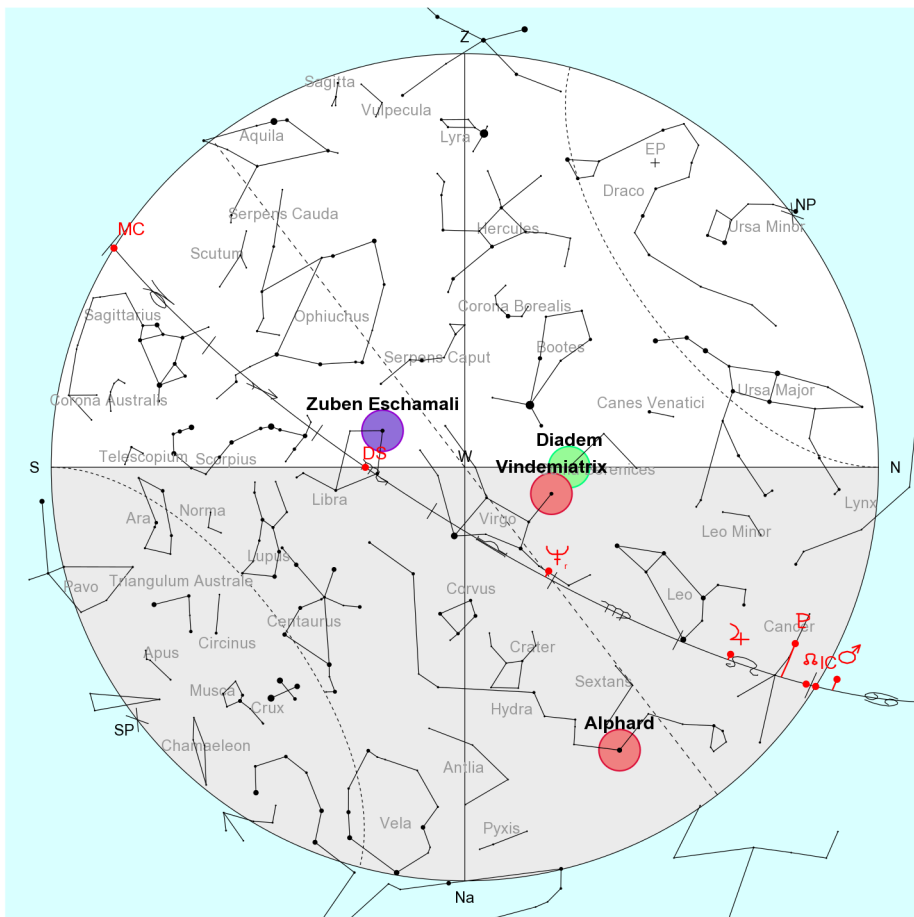 Z
Sagitta
Vulpecula
Aquila
Lyra
EP
Draco
NP
Serpens Cauda
Ursa Minor
MC
Hercules
Scutum
Sagittarius
Ophiuchus
Corona Borealis
Bootes
Serpens Caput
Ursa Major
Corona Australis
Zuben Eschamali
Canes Venatici
Diadem
Telescopium
Scorpius
DS
W
S
N
Vindemiatrix
Libra
Lynx
Ara
Norma
Virgo
Leo Minor
Lupus
r
Pavo
Triangulum Australe
Corvus
Leo
Circinus
Centaurus
Cancer
Apus
Crater
IC
Musca
Sextans
Crux
Hydra
SP
Alphard
Chamaeleon
Antlia
Vela
Pyxis
Na